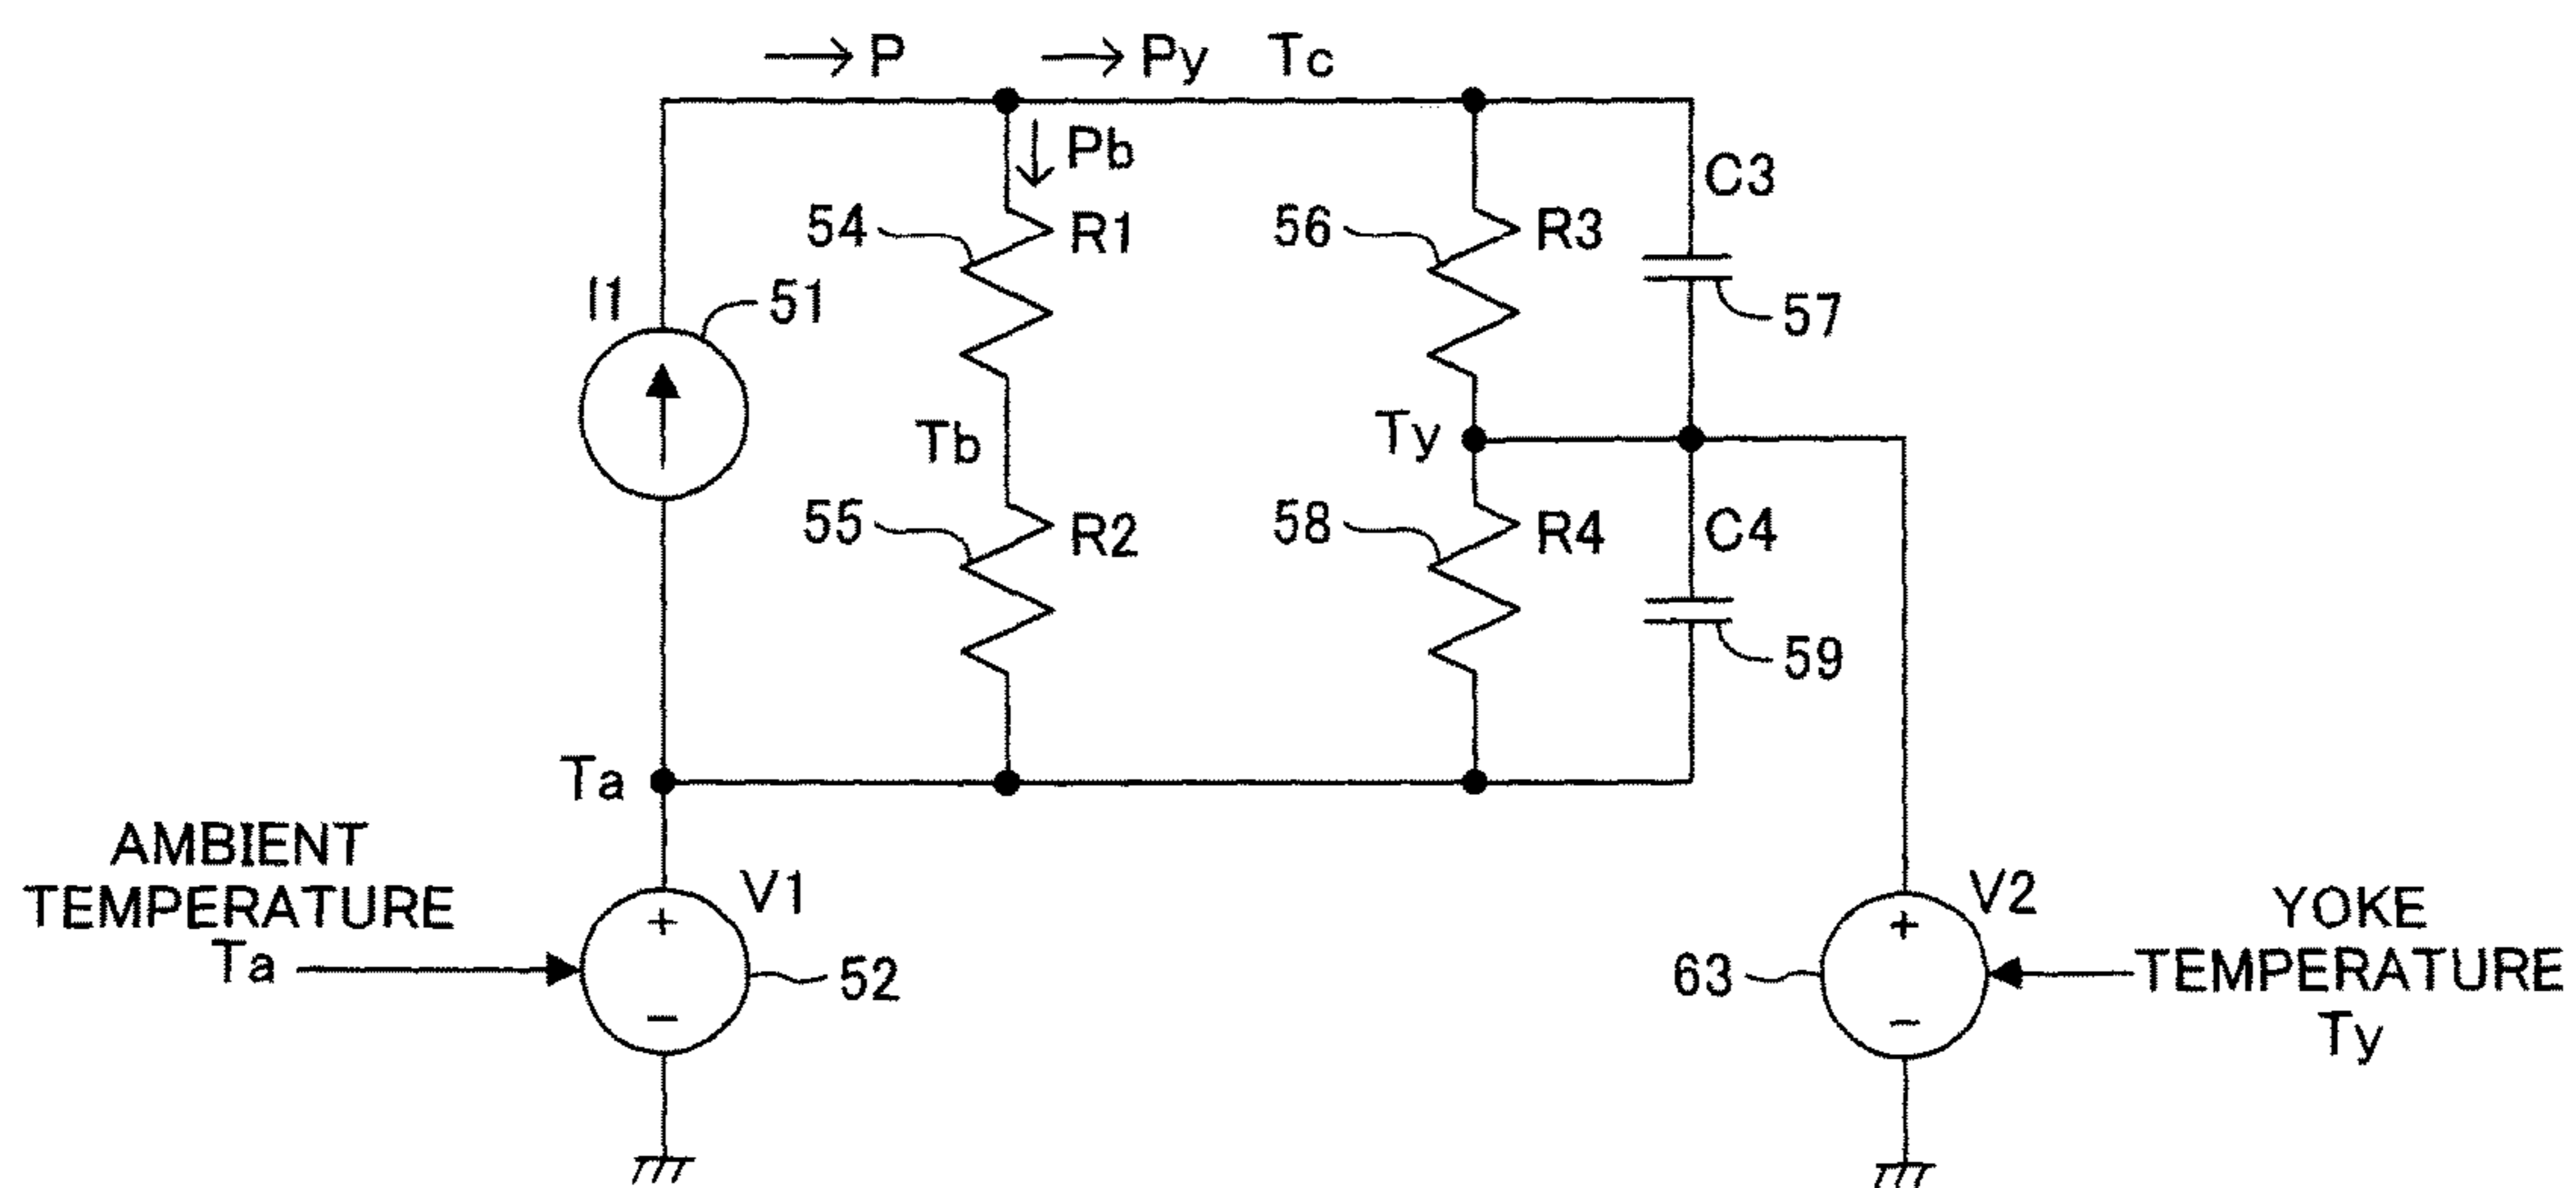 P
Py
Tc
Pb
C3
54
R1
56
R3
I1
51
57
Tb
Ty
55
R2
58
R4
C4
59
Ta
AMBIENT
TEMPERATURE
Ta
V1
+
−
52
V2
+
−
63
YOKE
TEMPERATURE
Ty